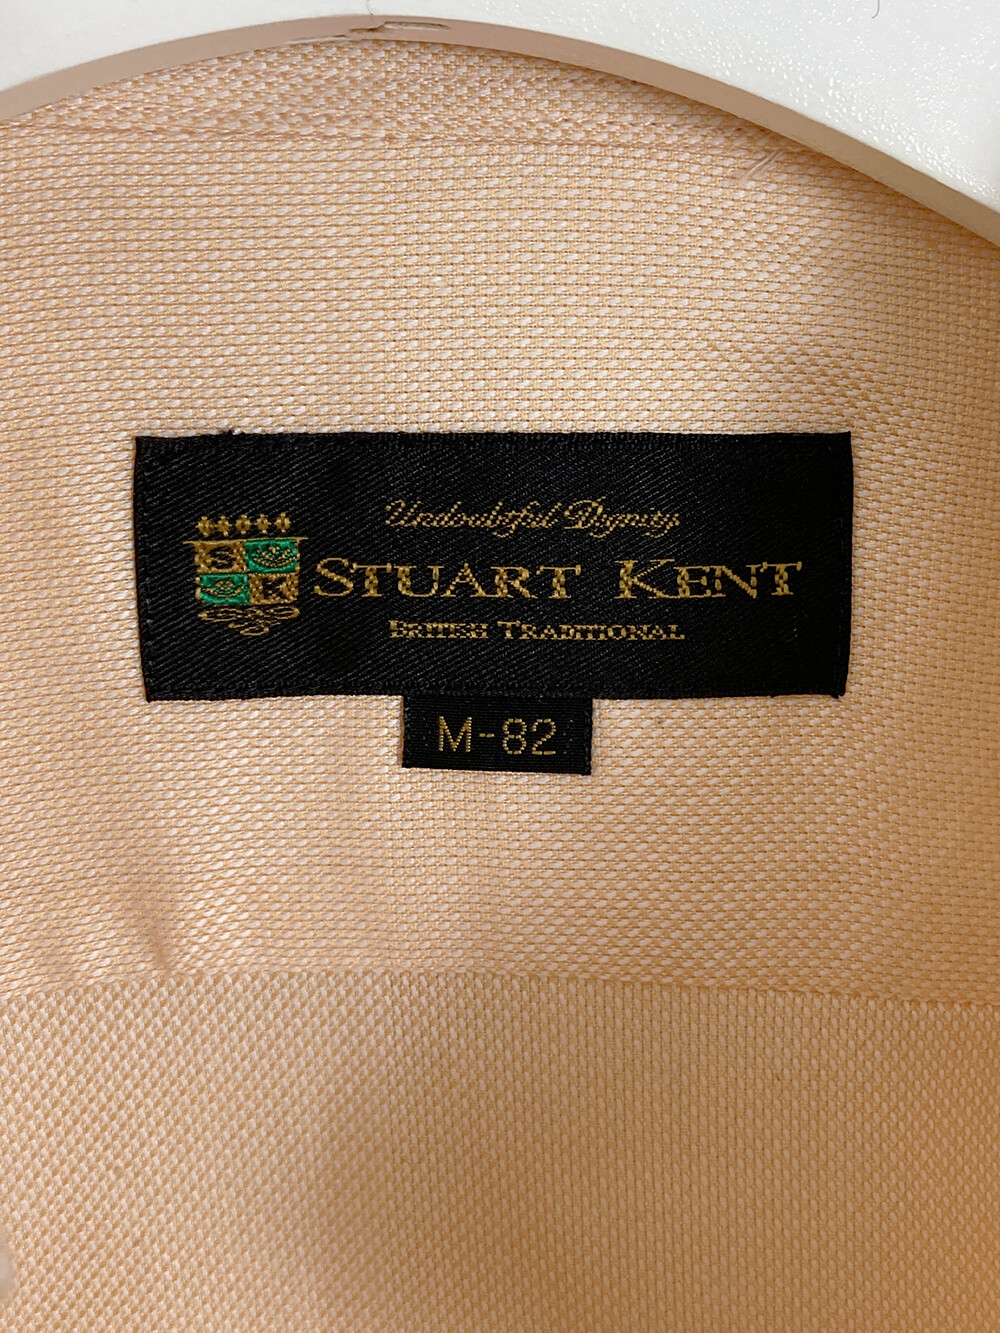 Undoubtful Dignity
S
K
STUART KENT
BRITISH TRADITIONAL
M-82